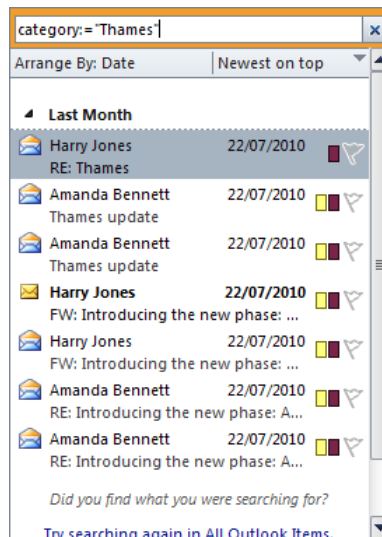 category:="Thames"
Arrange By: Date Newest on top
Last Month
Harry Jones 22/07/2010
RE: Thames
Amanda Bennett 22/07/2010
Thames update
Amanda Bennett 22/07/2010
Thames update
Harry Jones 22/07/2010
FW: Introducing the new phase: ...
Harry Jones 22/07/2010
FW: Introducing the new phase: ...
Amanda Bennett 22/07/2010
RE: Introducing the new phase: A...
Amanda Bennett 22/07/2010
RE: Introducing the new phase: A...
Did you find what you were searching for?
Try searching again in All Outlook Items.